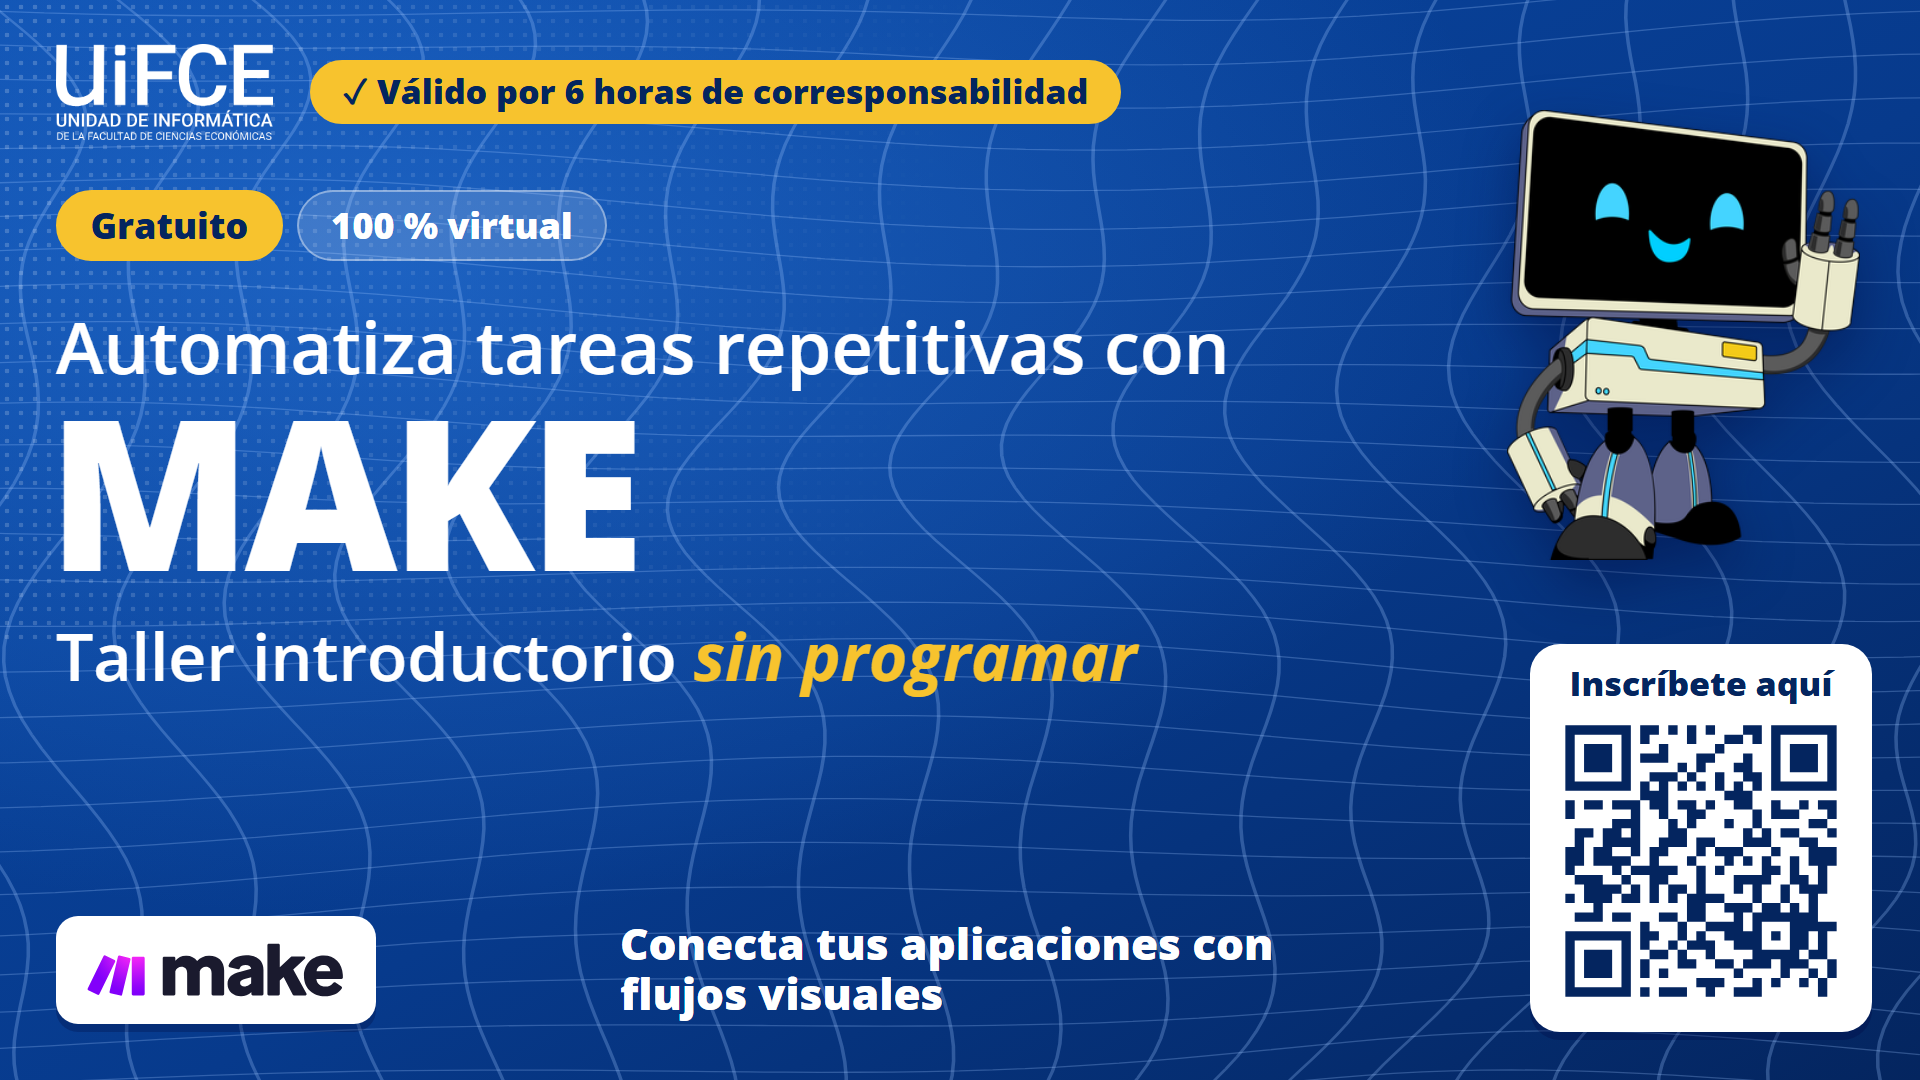 UiFCE
UNIDAD DE INFORMÁTICA
DE LA FACULTAD DE CIENCIAS ECONÓMICAS
✓ Válido por 6 horas de corresponsabilidad
Gratuito
100 % virtual
Automatiza tareas repetitivas con
MAKE
Taller introductorio sin programar
Inscríbete aquí
make
Conecta tus aplicaciones con
flujos visuales